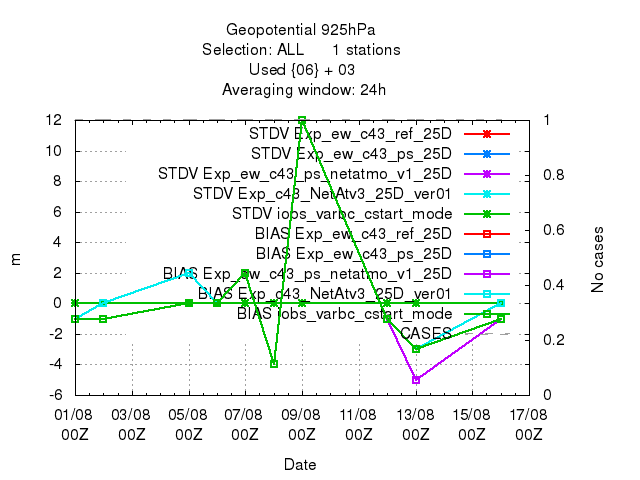 Geopotential 925hPa
Selection: ALL 1 stations
Used {06} + 03
Averaging window: 24h
12
10
8
6
4
2
0
-2
-4
-6
m
1
0.8
0.6
0.4
0.2
0
No cases
STDV Exp_ew_c43_ref_25D
STDV Exp_ew_c43_ps_25D
STDV Exp_ew_c43_ps_netatmo_v1_25D
STDV Exp_c43_NetAtv3_25D_ver01
STDV iobs_varbc_cstart_mode
BIAS Exp_ew_c43_ref_25D
BIAS Exp_ew_c43_ps_25D
BIAS Exp_ew_c43_ps_netatmo_v1_25D
BIAS Exp_c43_NetAtv3_25D_ver01
BIAS iobs_varbc_cstart_mode
CASES
01/08 03/08 05/08 07/08 09/08 11/08 13/08 15/08 17/08
00Z 00Z 00Z 00Z 00Z 00Z 00Z 00Z 00Z
Date